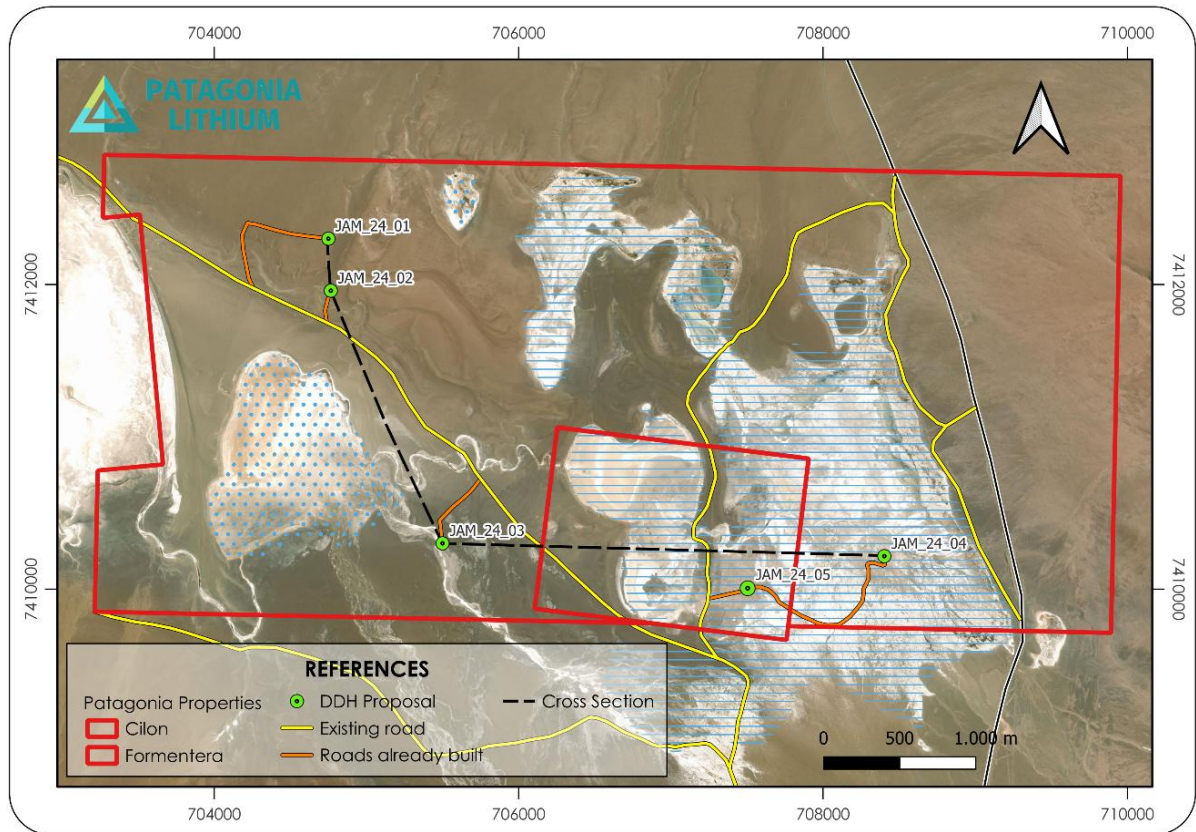 704000 706000 708000 710000
PATAGONIA
LITHIUM
JAM_24_01
7412000 JAM_24_02 7412000
JAM_24_03
JAM_24_04
JAM_24_05
7410000 7410000
REFERENCES
Patagonia Properties
Cilon
Formentera
DDH Proposal
Existing road
Roads already built
Cross Section
0 500 1.000 m
704000 706000 708000 710000